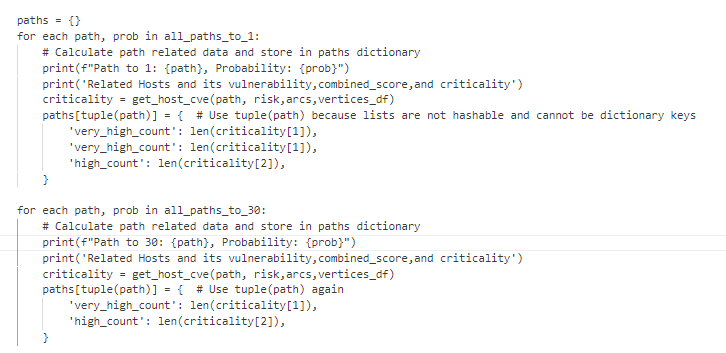 paths = {}
for each path, prob in all_paths_to_1:
    # Calculate path related data and store in paths dictionary
    print(f"Path to 1: {path}, Probability: {prob}")
    print('Related Hosts and its vulnerability,combined_score,and criticality')
    criticality = get_host_cve(path, risk,arcs,vertices_df)
    paths[tuple(path)] = {  # Use tuple(path) because lists are not hashable and cannot be dictionary keys
        'very_high_count': len(criticality[1]),
        'very_high_count': len(criticality[1]),
        'high_count': len(criticality[2]),
    }
for each path, prob in all_paths_to_30:
    # Calculate path related data and store in paths dictionary
    print(f"Path to 30: {path}, Probability: {prob}")
    print('Related Hosts and its vulnerability,combined_score,and criticality')
    criticality = get_host_cve(path, risk,arcs,vertices_df)
    paths[tuple(path)] = {  # Use tuple(path) again
        'very_high_count': len(criticality[1]),
        'high_count': len(criticality[2]),
    }